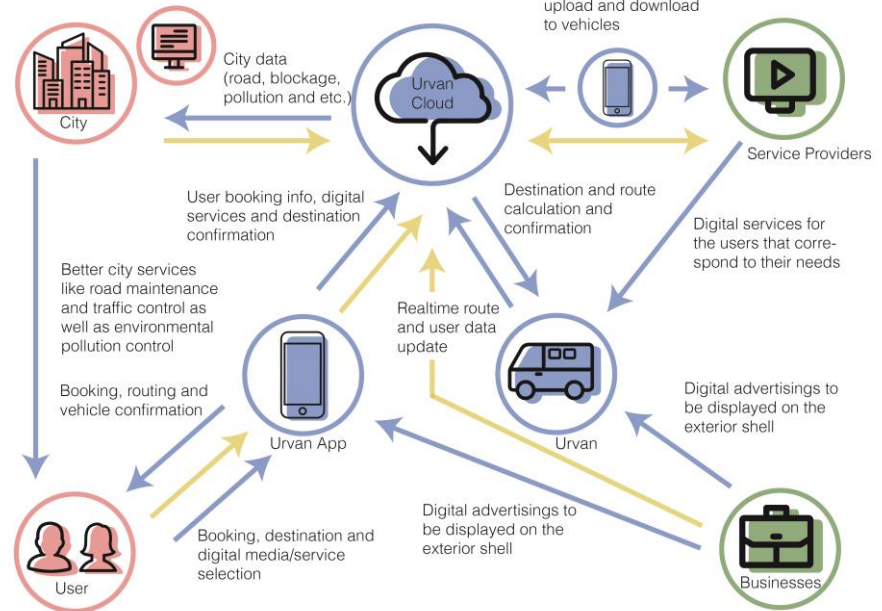 upload and download
to vehicles
City data
(road, blockage,
pollution and etc.)
Urvan
Cloud
City
Service Providers
User booking info, digital
services and destination
confirmation
Destination and route
calculation and
confirmation
Digital services for
the users that corre-
spond to their needs
Better city services
like road maintenance
and traffic control as
well as environmental
pollution control
Realtime route
and user data
update
Booking, routing and
vehicle confirmation
Digital advertisings to
be displayed on the
exterior shell
Urvan App
Urvan
Digital advertisings to
be displayed on the
exterior shell
Booking, destination and
digital media/service
selection
User
Businesses